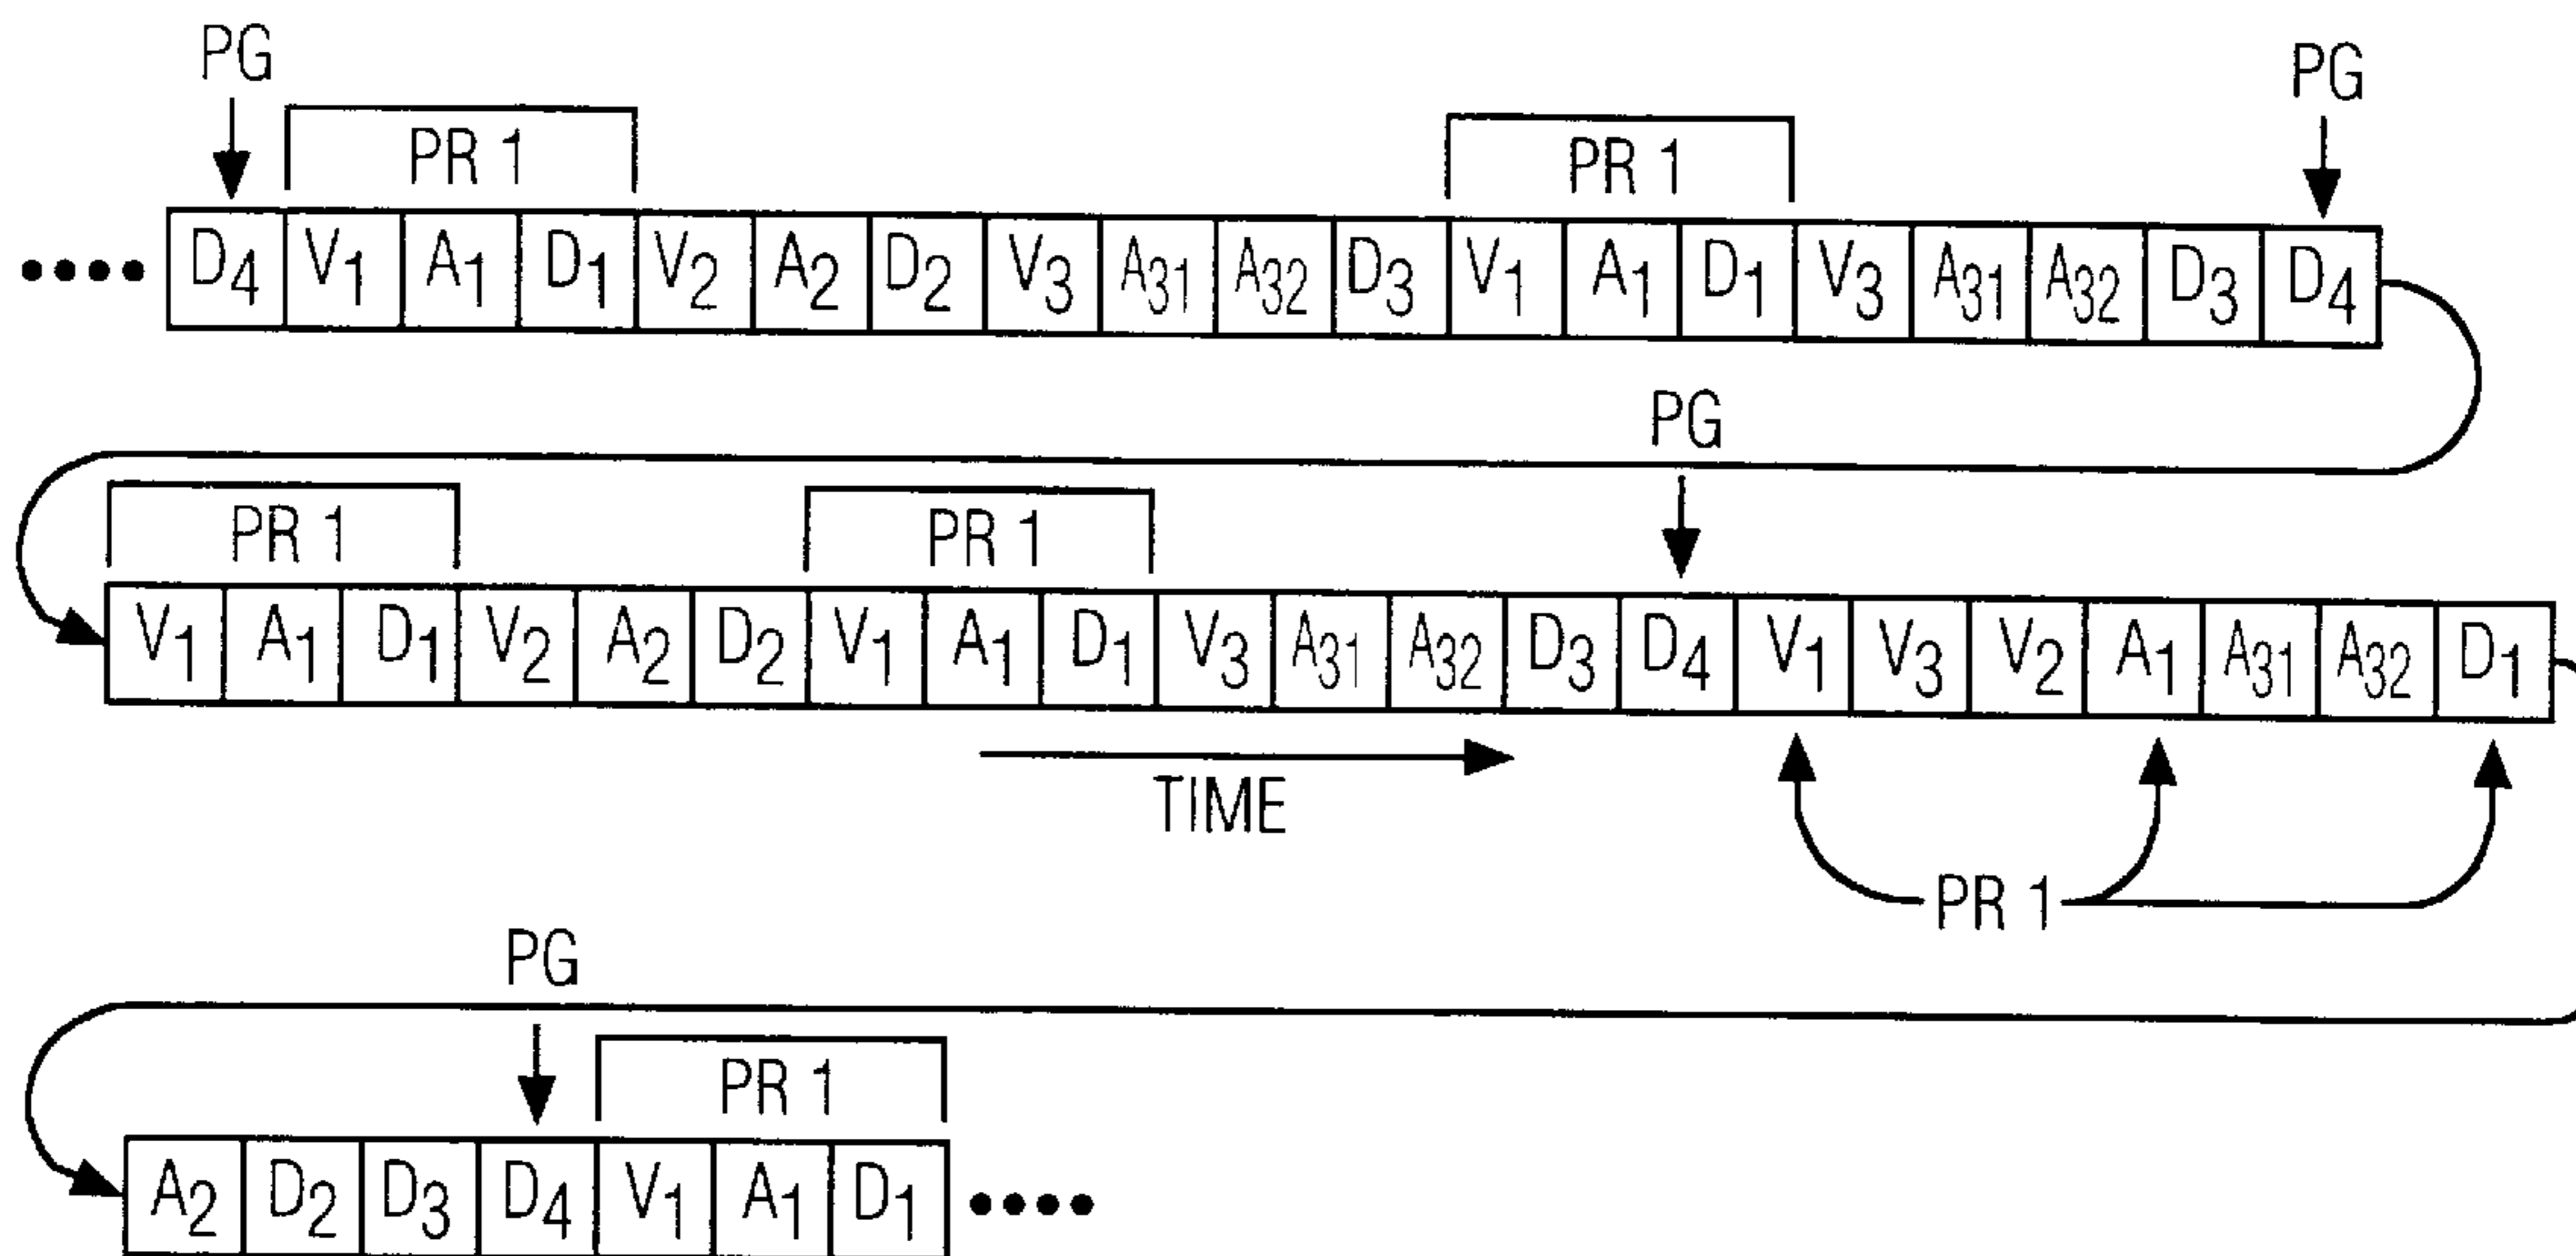 PG PG
PR 1 PR 1
D4 V1 A1 D1 V2 A2 D2 V3 A31 A32 D3 V1 A1 D1 V3 A31 A32 D3 D4
PG
PR 1 PR 1
V1 A1 D1 V2 A2 D2 V1 A1 D1 V3 A31 A32 D3 D4 V1 V3 V2 A1 A31 A32 D1
TIME
PR 1
PG
PR 1
A2 D2 D3 D4 V1 A1 D1